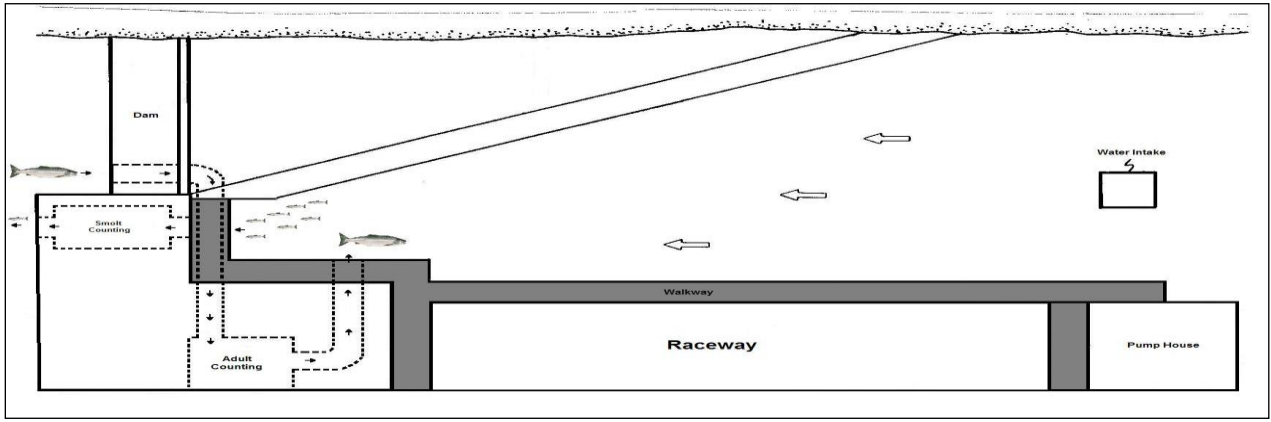 Dam
Water Intake
Smolt
Counting
Walkway
Raceway
Pump House
Adult
Counting